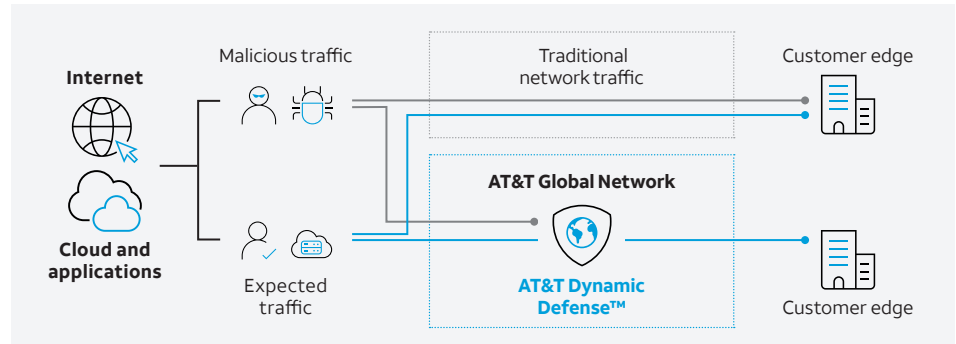 Internet
Cloud and
applications
Malicious traffic
Expected
traffic
Traditional
network traffic
AT&T Global Network
AT&T Dynamic
Defense™
Customer edge
Customer edge